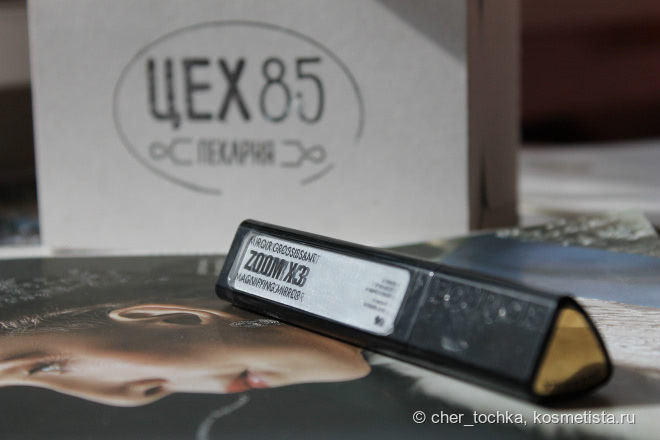 ЦЕХ 85
ПЕКАРНЯ
MIROIR GROSSISSANT
ZOOM X3
MAGNIFYING MIRROR
© cher_tochka, kosmetista.ru